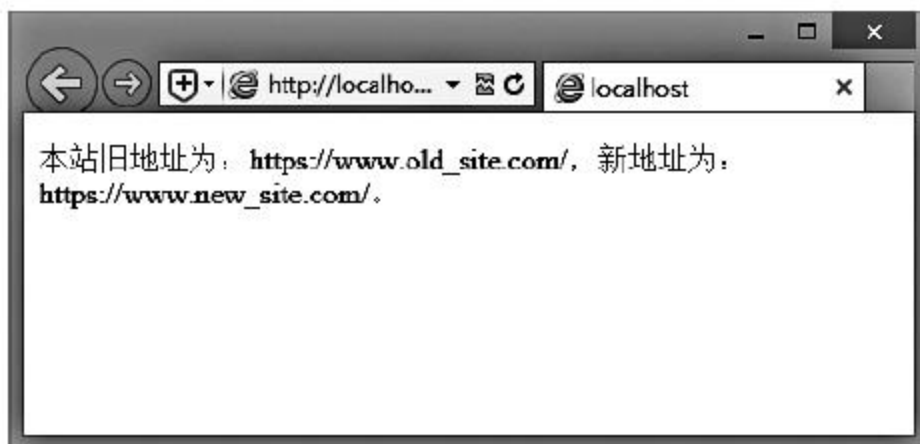 http://localho...
localhost
本站旧地址为：https://www.old_site.com/，新地址为：
https://www.new_site.com/。